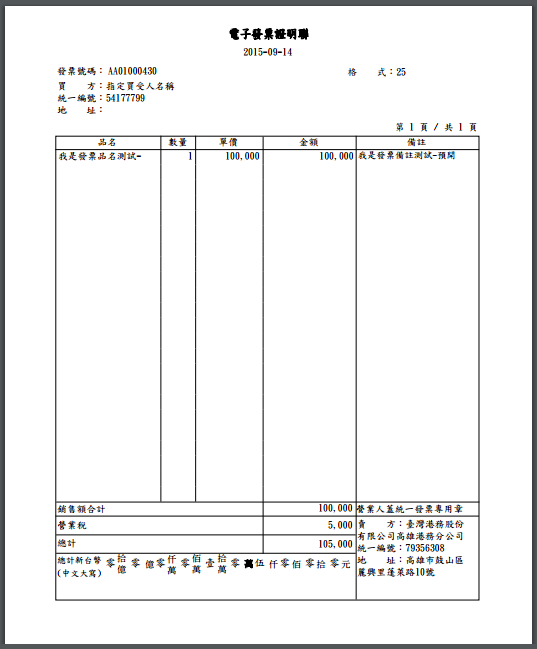 電子發票證明聯
2015-09-14
發票號碼： AA01000430
格　　式：25
買　　方：指定買受人名稱
統一編號：54177799
地　　址：
第 1 頁 / 共 1 頁
品名 數量 單價 金額 備註
我是發票品名測試- 1 100,000 100,000 我是發票備註測試-預開
銷售額合計 100,000 營業人蓋統一發票專用章
營業稅 5,000
總計 105,000
賣　　方：臺灣港務股份
有限公司高雄港務分公司
統一編號：79356308
地　　址：高雄市鼓山區
麗興里蓬萊路10號
總計新台幣
(中文大寫)
零 拾億 零 億 零 仟萬 零 佰萬 壹 拾萬 零 萬 伍 仟 零 佰 零 拾 零 元